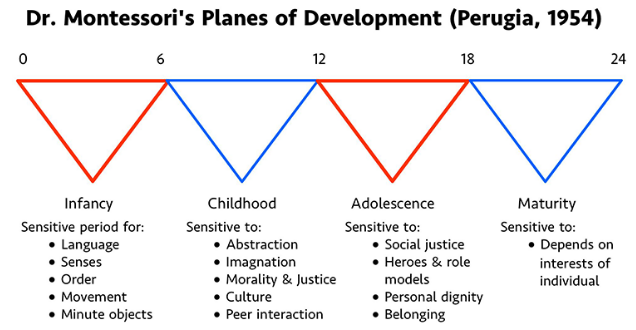 Dr. Montessori's Planes of Development (Perugia, 1954)
0 6 12 18 24
Infancy
Sensitive period for:
• Language
• Senses
• Order
• Movement
• Minute objects
Childhood
Sensitive to:
• Abstraction
• Imagnation
• Morality & Justice
• Culture
• Peer interaction
Adolescence
Sensitive to:
• Social justice
• Heroes & role
models
• Personal dignity
• Belonging
Maturity
Sensitive to:
• Depends on
interests of
individual